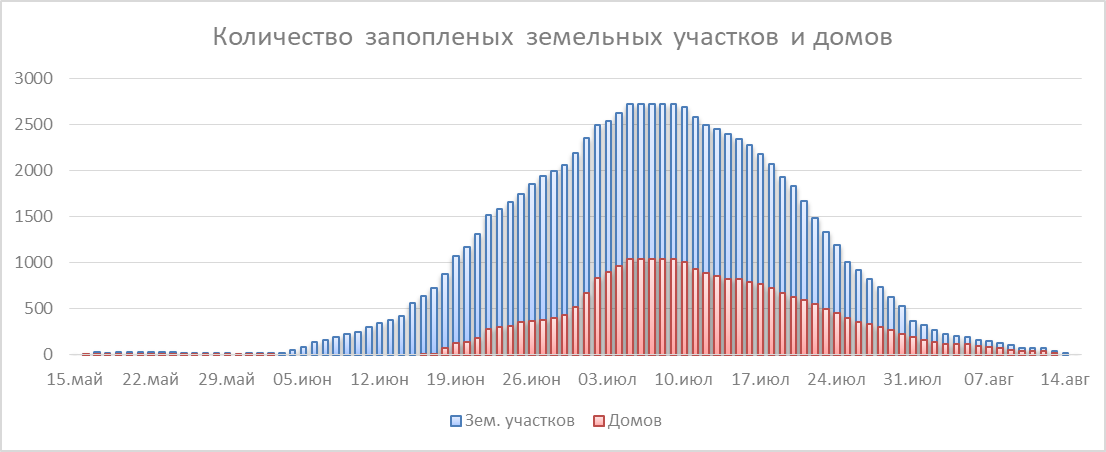 Количество запопленых земельных участков и домов
3000
2500
2000
1500
1000
500
0
15.май 22.май 29.май 05.июн 12.июн 19.июн 26.июн 03.июл 10.июл 17.июл 24.июл 31.июл 07.авг 14.авг
Зем. участков Домов